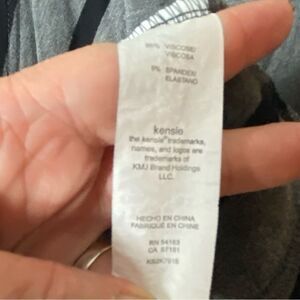 VISCOSE/
VISCOSA
5% SPANDEX/
ELASTANO
kensie
the kensie® trademarks,
names, and logos are
trademarks of
KMJ Brand Holdings
LLC.
HECHO EN CHINA
FABRIQUÉ EN CHINE
RN 54163
CA 57151